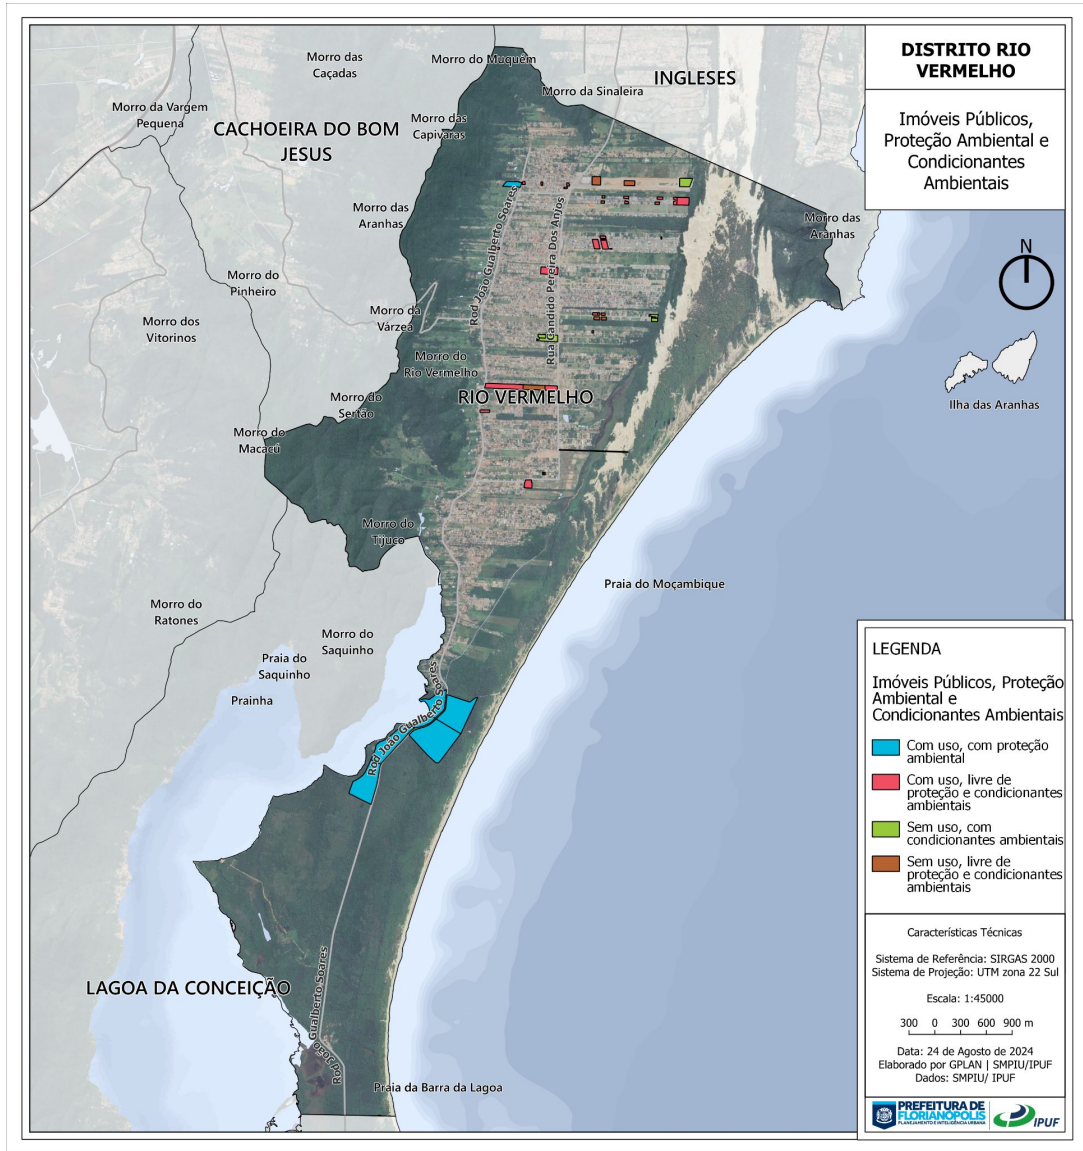 DISTRITO RIO
VERMELHO
Imóveis Públicos,
Proteção Ambiental e
Condicionantes
Ambientais
Morro das
Caçadas
Morro do Muquém
INGLESES
Morro da Sinaleira
Morro da Vargem
Pequena
CACHOEIRA DO BOM
JESUS
Morro das
Capivaras
Morro das
Aranhas
Morro das
Aranhas
Rod João Gualberto Soares
Rua Candido Pereira Dos Anjos
N
Morro do
Pinheiro
Morro dos
Vitorinos
Morro da
Várzea
Morro do
Rio Vermelho
RIO VERMELHO
Morro do
Sertão
Morro do
Macacú
Ilha das Aranhas
Morro do
Tijuco
Praia do Moçambique
Morro do
Ratones
Morro do
Saquinho
Praia do
Saquinho
Prainha
Rod João Gualberto Soares
LAGOA DA CONCEIÇÃO
Rod João Gualberto Soares
Praia da Barra da Lagoa
LEGENDA
Imóveis Públicos, Proteção
Ambiental e
Condicionantes Ambientais
Com uso, com proteção
ambiental
Com uso, livre de
proteção e condicionantes
ambientais
Sem uso, com
condicionantes ambientais
Sem uso, livre de
proteção e condicionantes
ambientais
Características Técnicas
Sistema de Referência: SIRGAS 2000
Sistema de Projeção: UTM zona 22 Sul
Escala: 1:45000
300 0 300 600 900 m
Data: 24 de Agosto de 2024
Elaborado por GPLAN | SMPIU/IPUF
Dados: SMPIU/ IPUF
PREFEITURA DE
FLORIANÓPOLIS
PLANEJAMENTO E INTELIGÊNCIA URBANA
IPUF